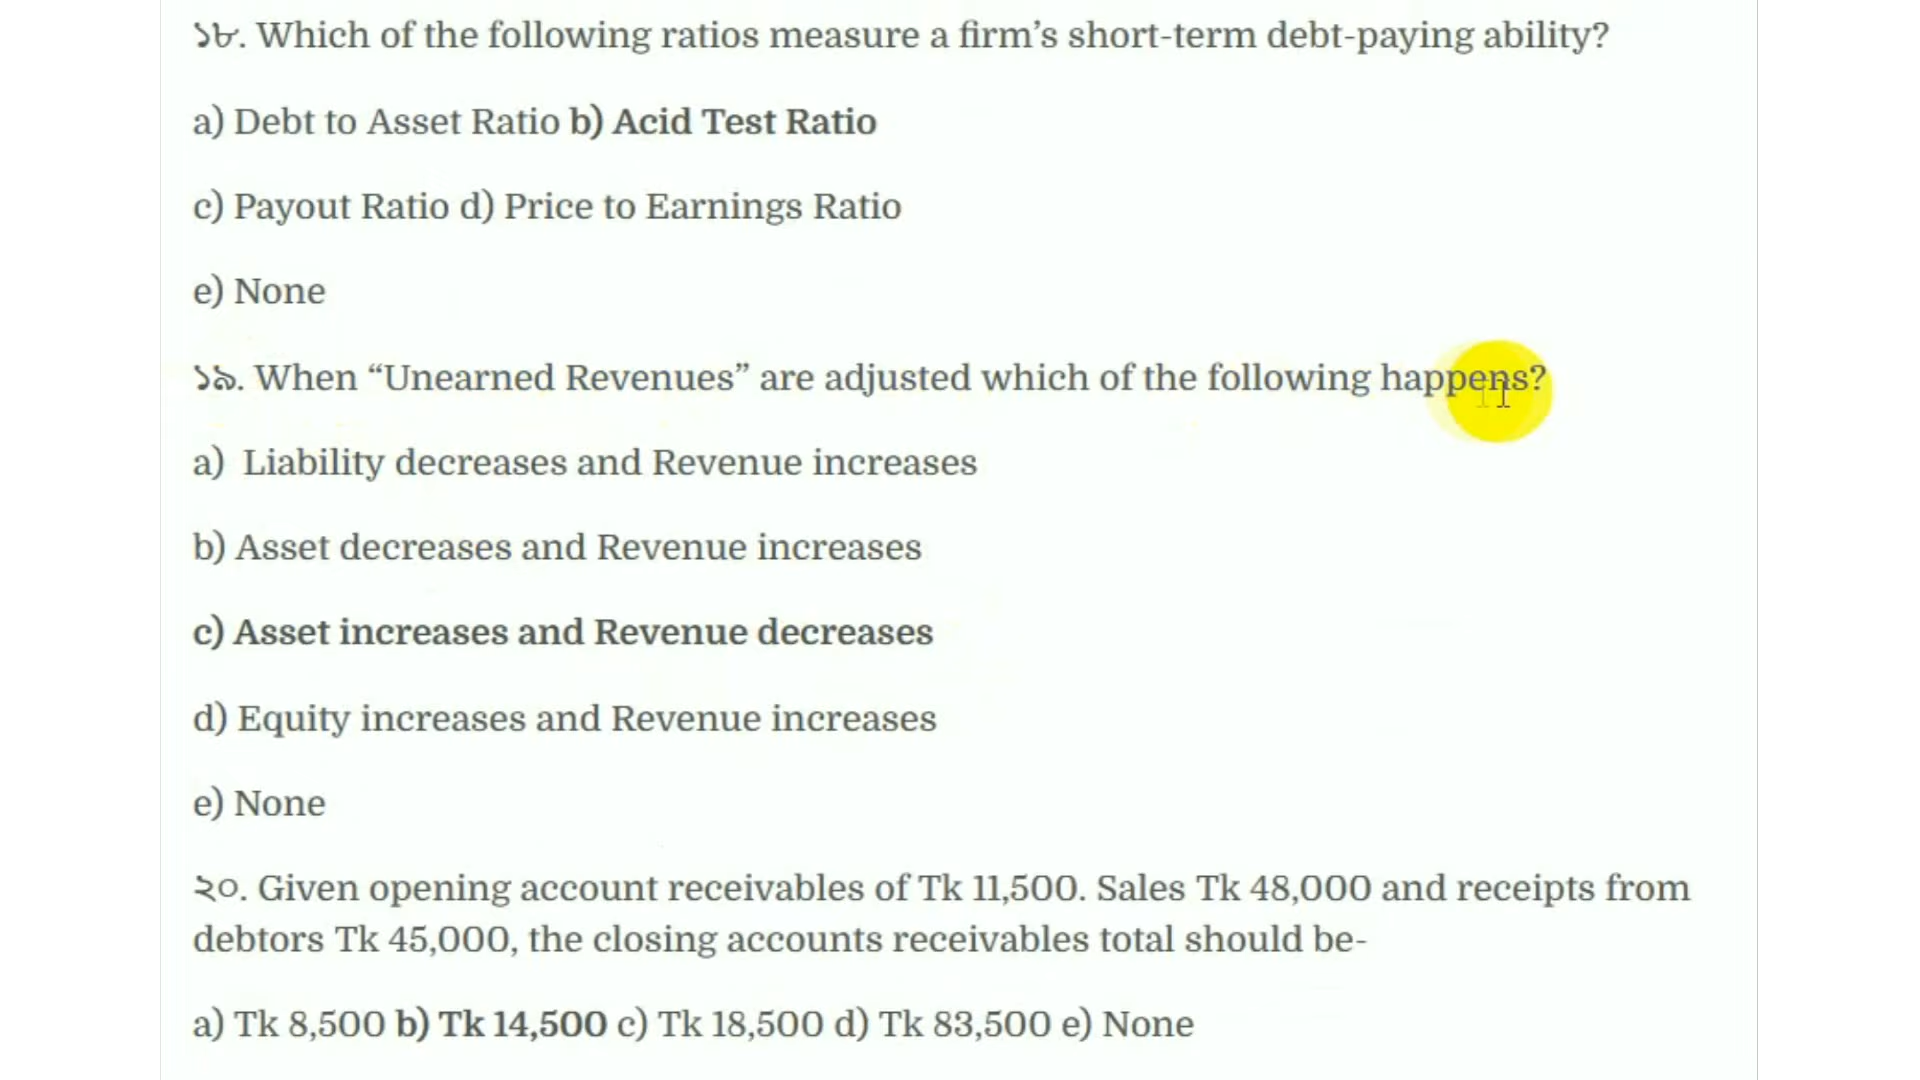 ১৮. Which of the following ratios measure a firm’s short-term debt-paying ability?
a) Debt to Asset Ratio b) Acid Test Ratio
c) Payout Ratio d) Price to Earnings Ratio
e) None
১৯. When “Unearned Revenues” are adjusted which of the following happens?
a) Liability decreases and Revenue increases
b) Asset decreases and Revenue increases
c) Asset increases and Revenue decreases
d) Equity increases and Revenue increases
e) None
২০. Given opening account receivables of Tk 11,500. Sales Tk 48,000 and receipts from
debtors Tk 45,000, the closing accounts receivables total should be-
a) Tk 8,500 b) Tk 14,500 c) Tk 18,500 d) Tk 83,500 e) None